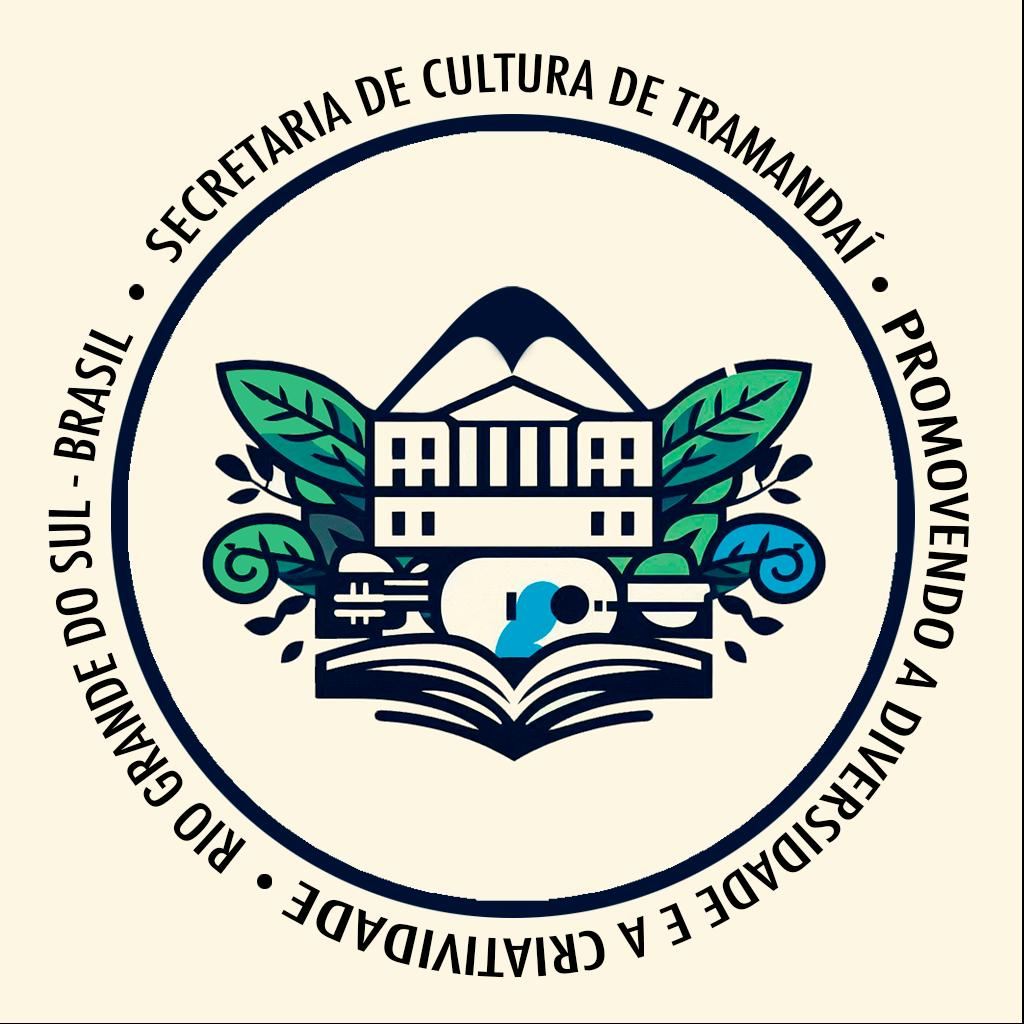 SECRETARIA DE CULTURA DE TRAMANDAÍ • PROMOVENDO A DIVERSIDADE E A CRIATIVIDADE • RIO GRANDE DO SUL - BRASIL •